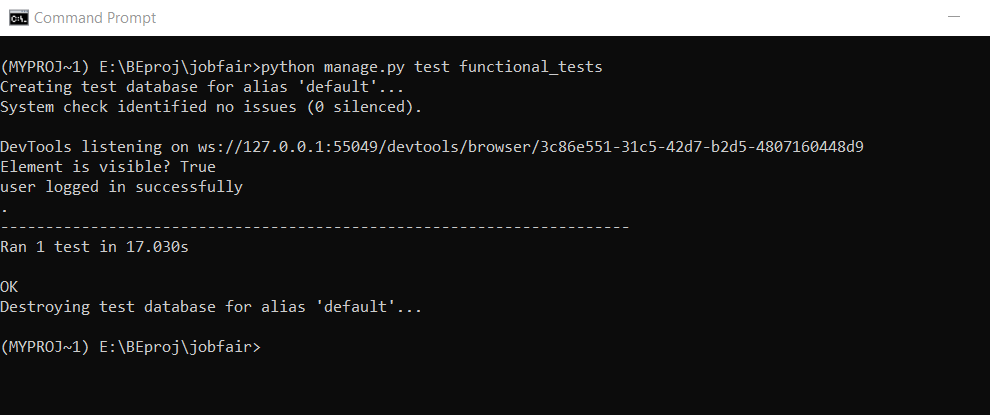 Command Prompt
(MYPROJ~1) E:\BEproj\jobfair>python manage.py test functional_tests
Creating test database for alias 'default'...
System check identified no issues (0 silenced).
DevTools listening on ws://127.0.0.1:55049/devtools/browser/3c86e551-31c5-42d7-b2d5-4807160448d9
Element is visible? True
user logged in successfully
.
----------------------------------------------------------------------
Ran 1 test in 17.030s
OK
Destroying test database for alias 'default'...
(MYPROJ~1) E:\BEproj\jobfair>